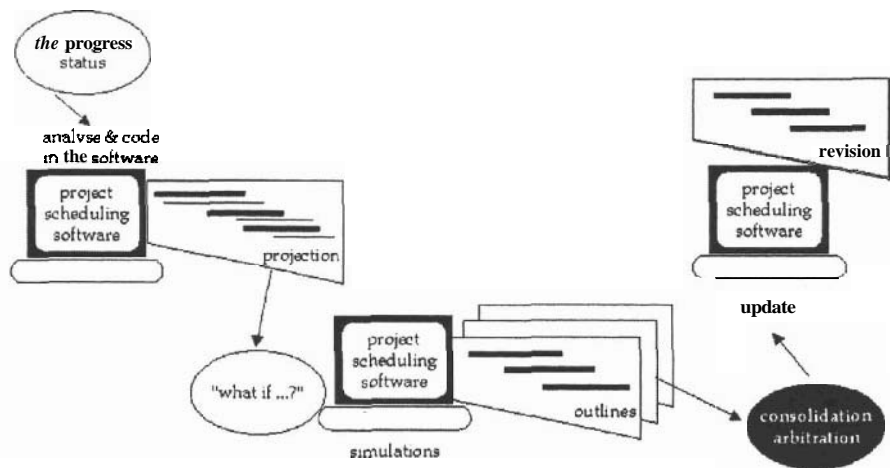 the progress
status
analyse & code
in the software
project
scheduling
software
projection
"what if ...?"
project
scheduling
software
simulations
outlines
consolidation
arbitration
update
project
scheduling
software
revision